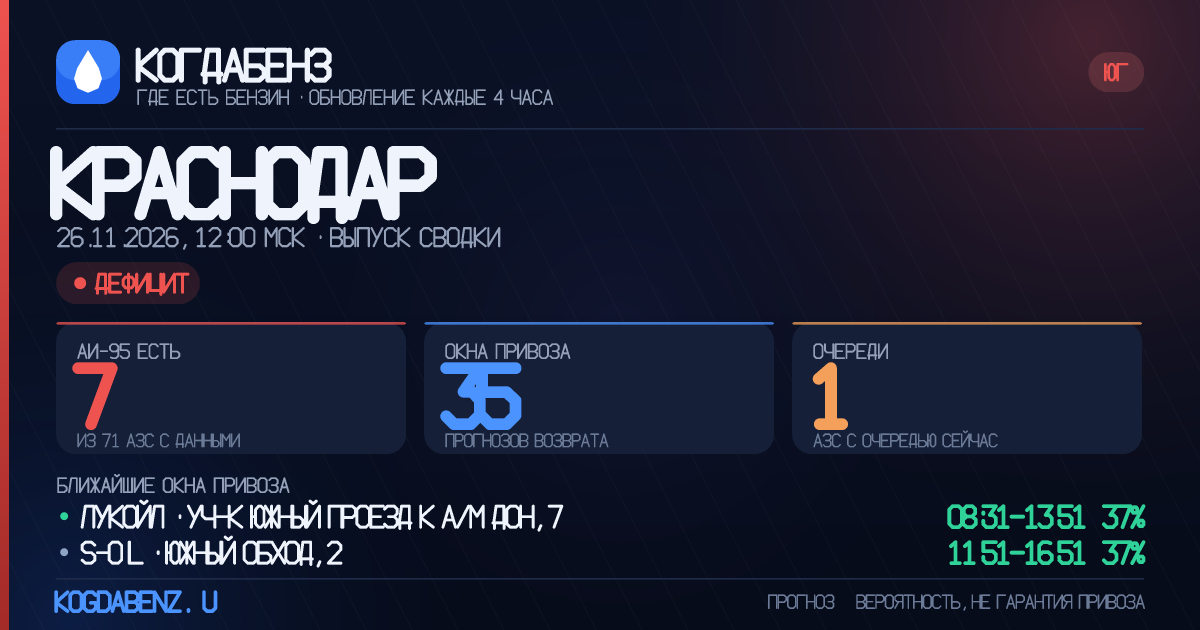 КОГДАБЕНЗ
ГДЕ ЕСТЬ БЕНЗИН · ОБНОВЛЕНИЕ КАЖДЫЕ 4 ЧАСА
ЮГ
КРАСНОДАР
26.11.2026, 12:00 МСК · ВЫПУСК СВОДКИ
ДЕФИЦИТ
АИ-95 ЕСТЬ
7
ИЗ 71 АЗС С ДАННЫМИ
ОКНА ПРИВОЗА
35
ПРОГНОЗОВ ВОЗВРАТА
ОЧЕРЕДИ
1
АЗС С ОЧЕРЕДЬЮ СЕЙЧАС
БЛИЖАЙШИЕ ОКНА ПРИВОЗА
• ЛУКОЙЛ · УЧ-К ЮЖНЫЙ ПРОЕЗД К А/М ДОН, 7 08:31-13 51 37%
• S-OL · ЮЖНЫЙ ОБХОД, 2 11 51-16 51 37%
KOGDABENZ. U
ПРОГНОЗ ВЕРОЯТНОСТЬ, НЕ ГАРАНТИЯ ПРИВОЗА